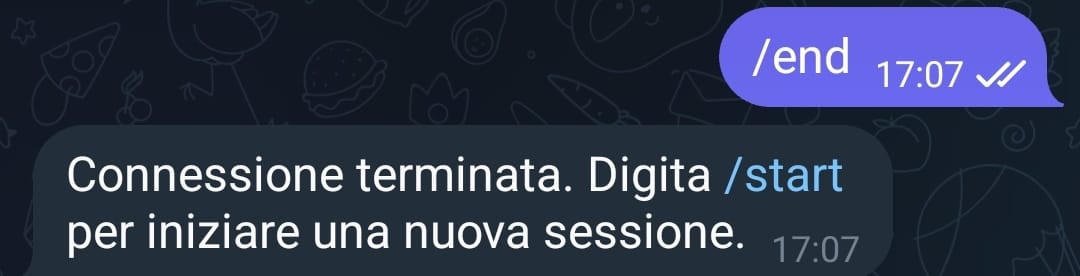 /end 17:07
Connessione terminata. Digita /start
per iniziare una nuova sessione. 17:07